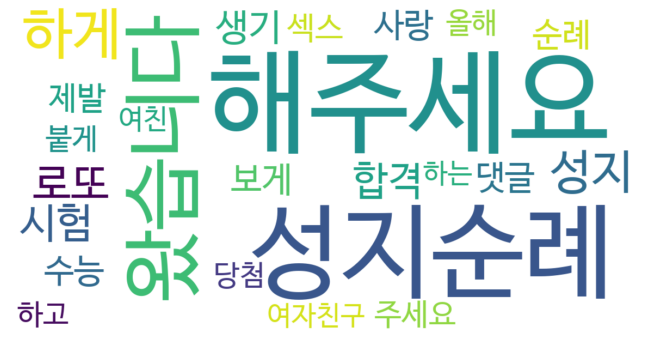 하게
생기
섹스
사랑
올해
순례
왔습니다
해주세요
제발
여친
붙게
로또
보게
합격
하는
댓글
성지
시험
성지순례
수능
당첨
하고
여자친구
주세요